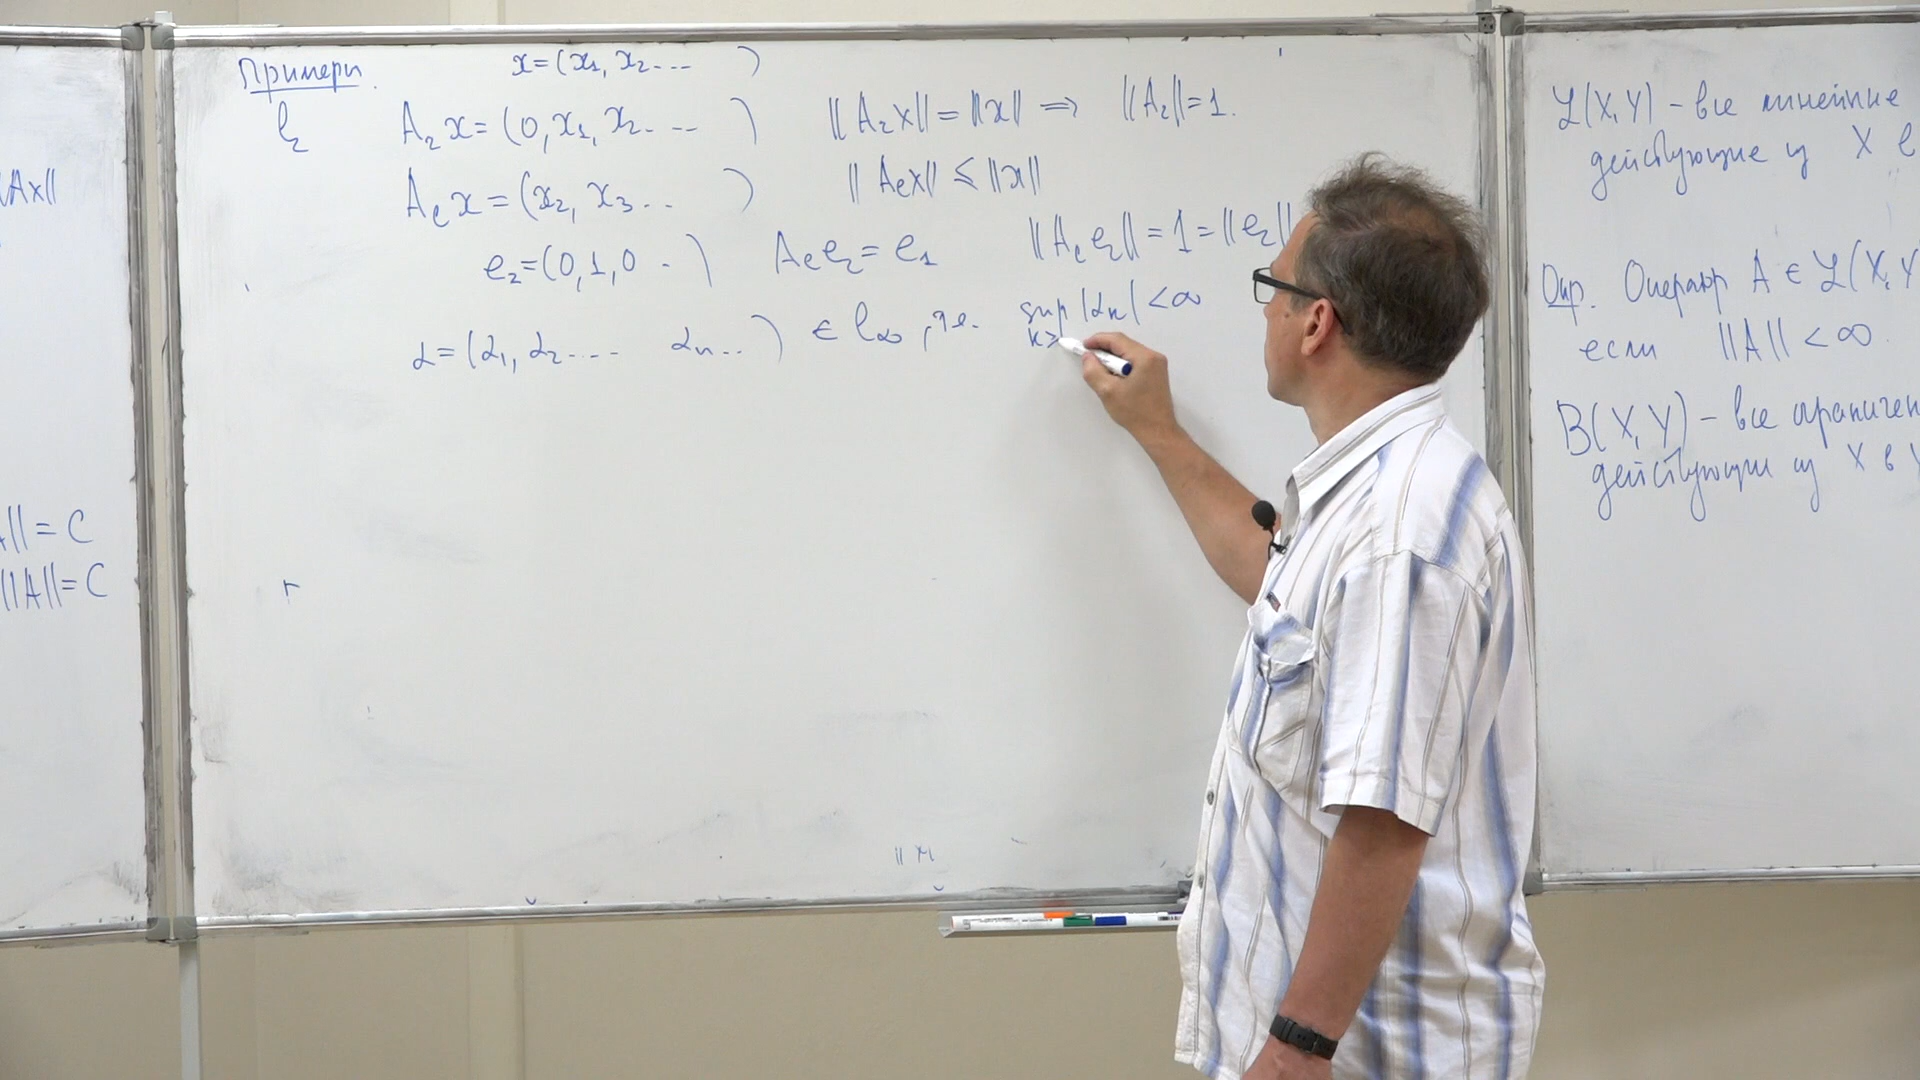 ‖Ax‖
‖ = C
‖A‖ = C
Примеры.
x = (x₁, x₂ .... )
l₂
A₂x = (0, x₁, x₂ .... ) ‖A₂x‖ = ‖x‖ ⇒ ‖A₂‖ = 1.
Aₑx = (x₂, x₃ .. ) ‖Aₑx‖ ≤ ‖x‖
e₂ = (0, 1, 0 . ) Aₑe₂ = e₁ ‖Aₑe₂‖ = 1 = ‖e₂‖
α = (α₁, α₂ .... αₙ .. ) ∈ l∞, т.е. sup |αₙ| < ∞
L(X, Y) – все линейные
действующие из X в
Опр. Оператор A ∈ L(X, Y
если ‖A‖ < ∞.
B(X, Y) – все ограничен
действующие из X в Y